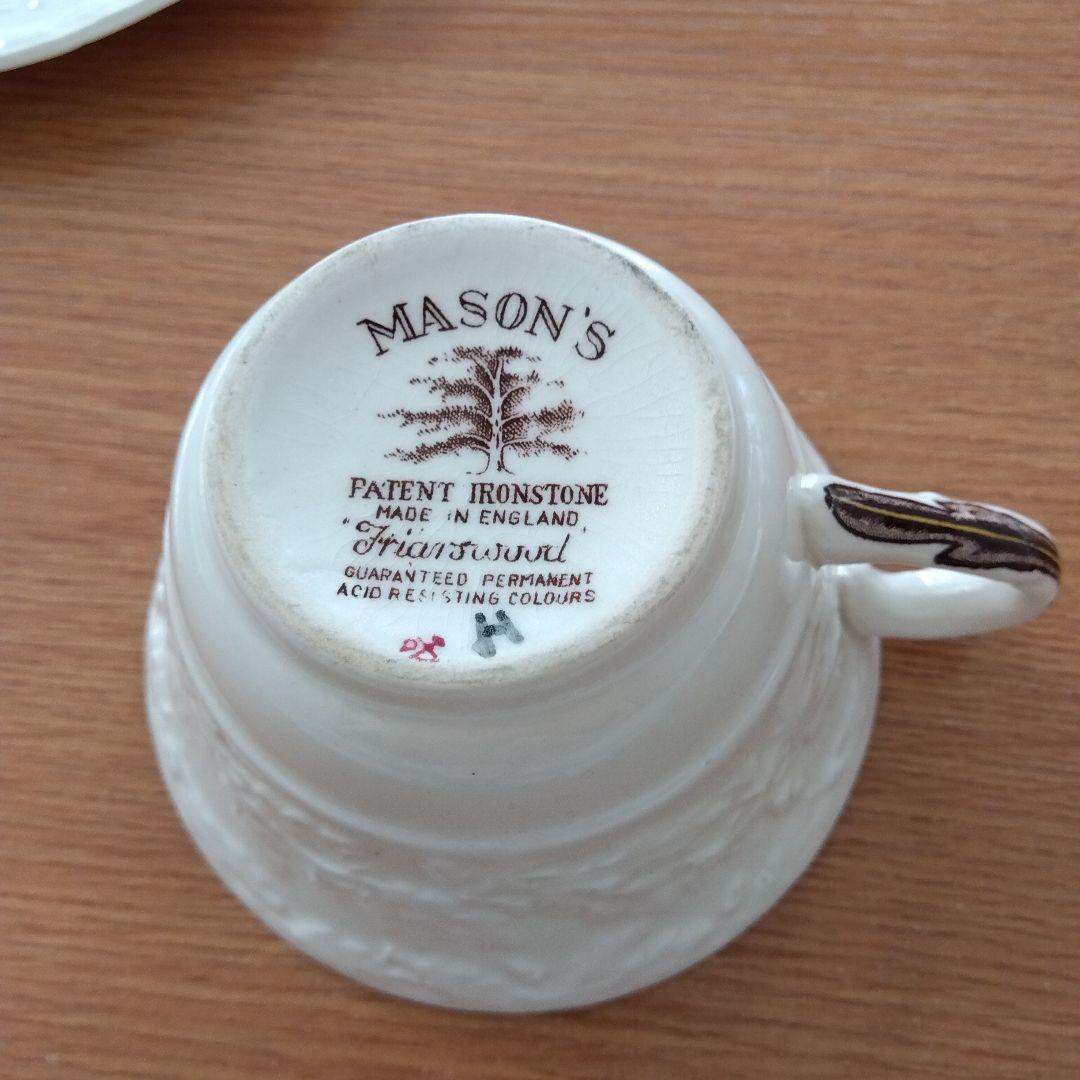 MASON'S
PATENT IRONSTONE
MADE IN ENGLAND
"Friarswood"
GUARANTEED PERMANENT
ACID RESISTING COLOURS
H